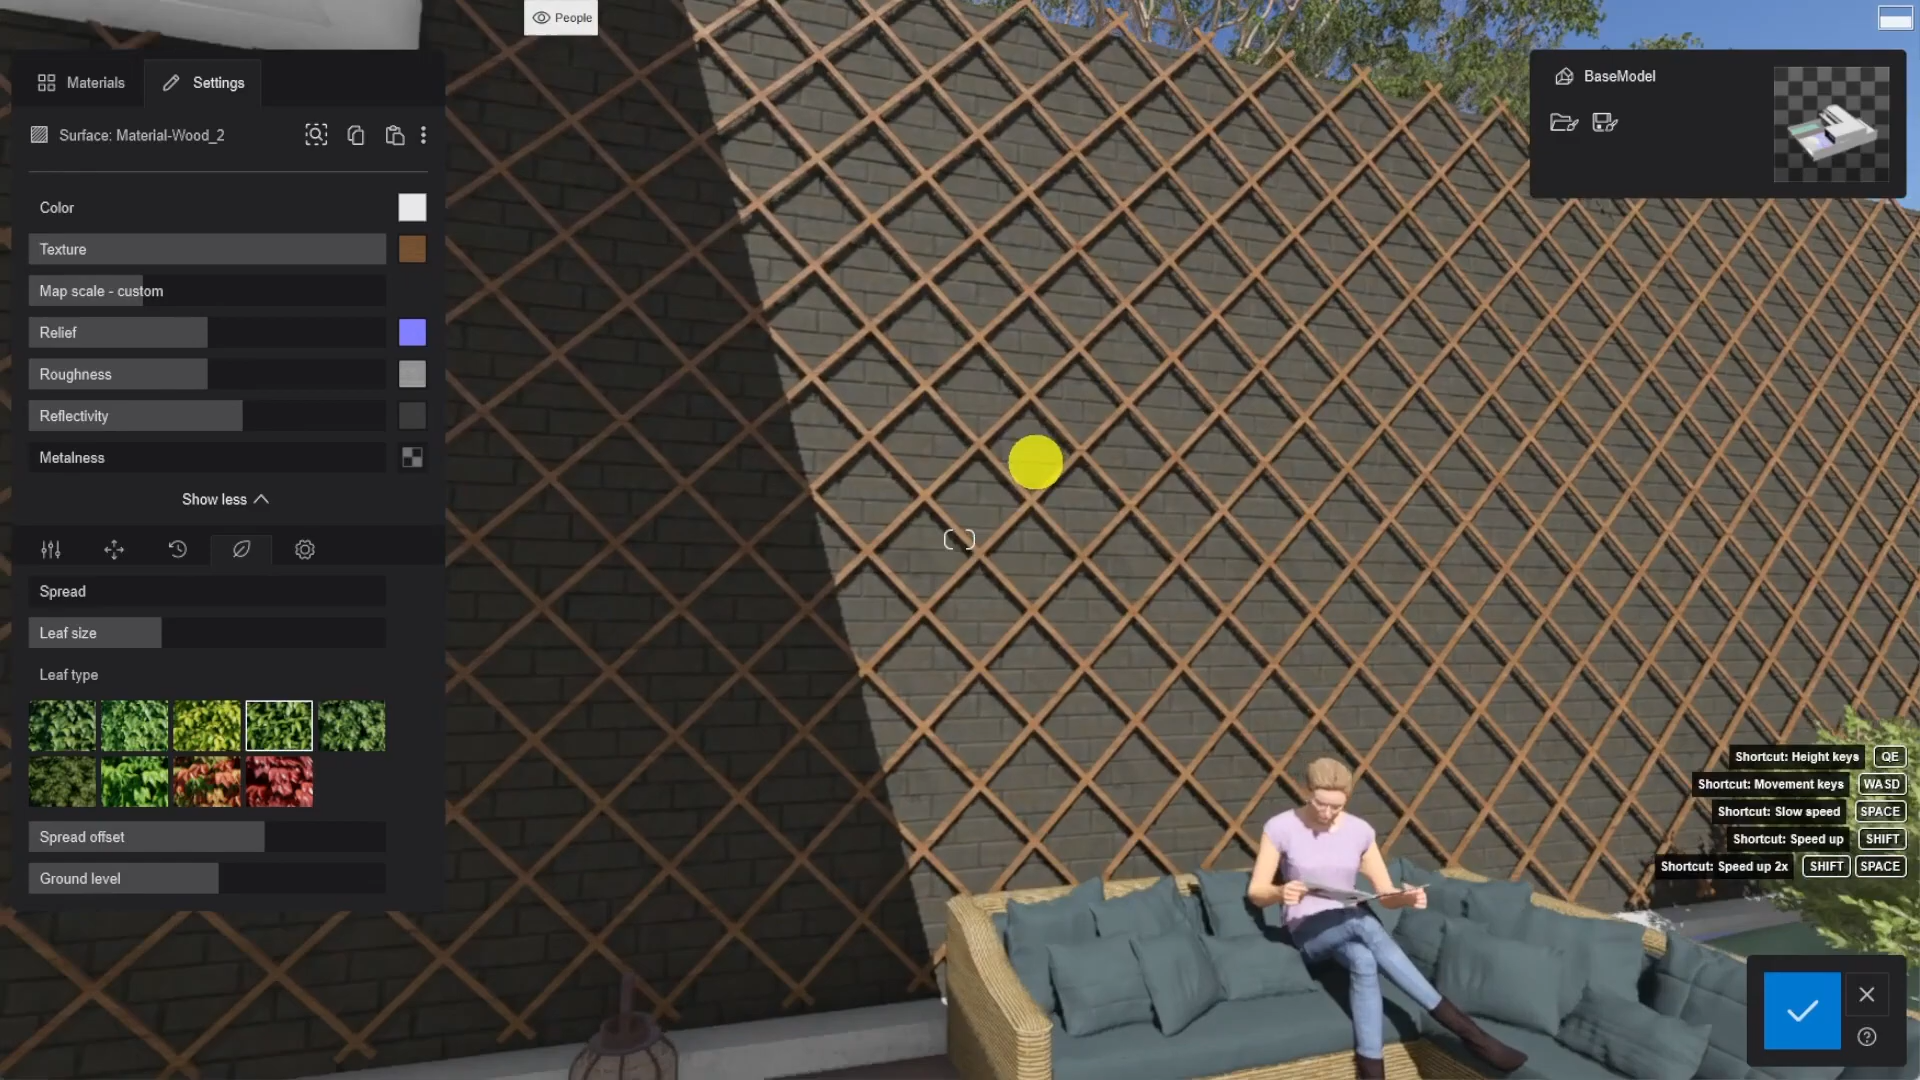 People
Materials
Settings
BaseModel
Surface: Material-Wood_2
Color
Texture
Map scale - custom
Relief
Roughness
Reflectivity
Metalness
Show less
Spread
Leaf size
Leaf type
Spread offset
Ground level
Shortcut: Height keys QE
Shortcut: Movement keys WASD
Shortcut: Slow speed SPACE
Shortcut: Speed up SHIFT
Shortcut: Speed up 2x SHIFT SPACE